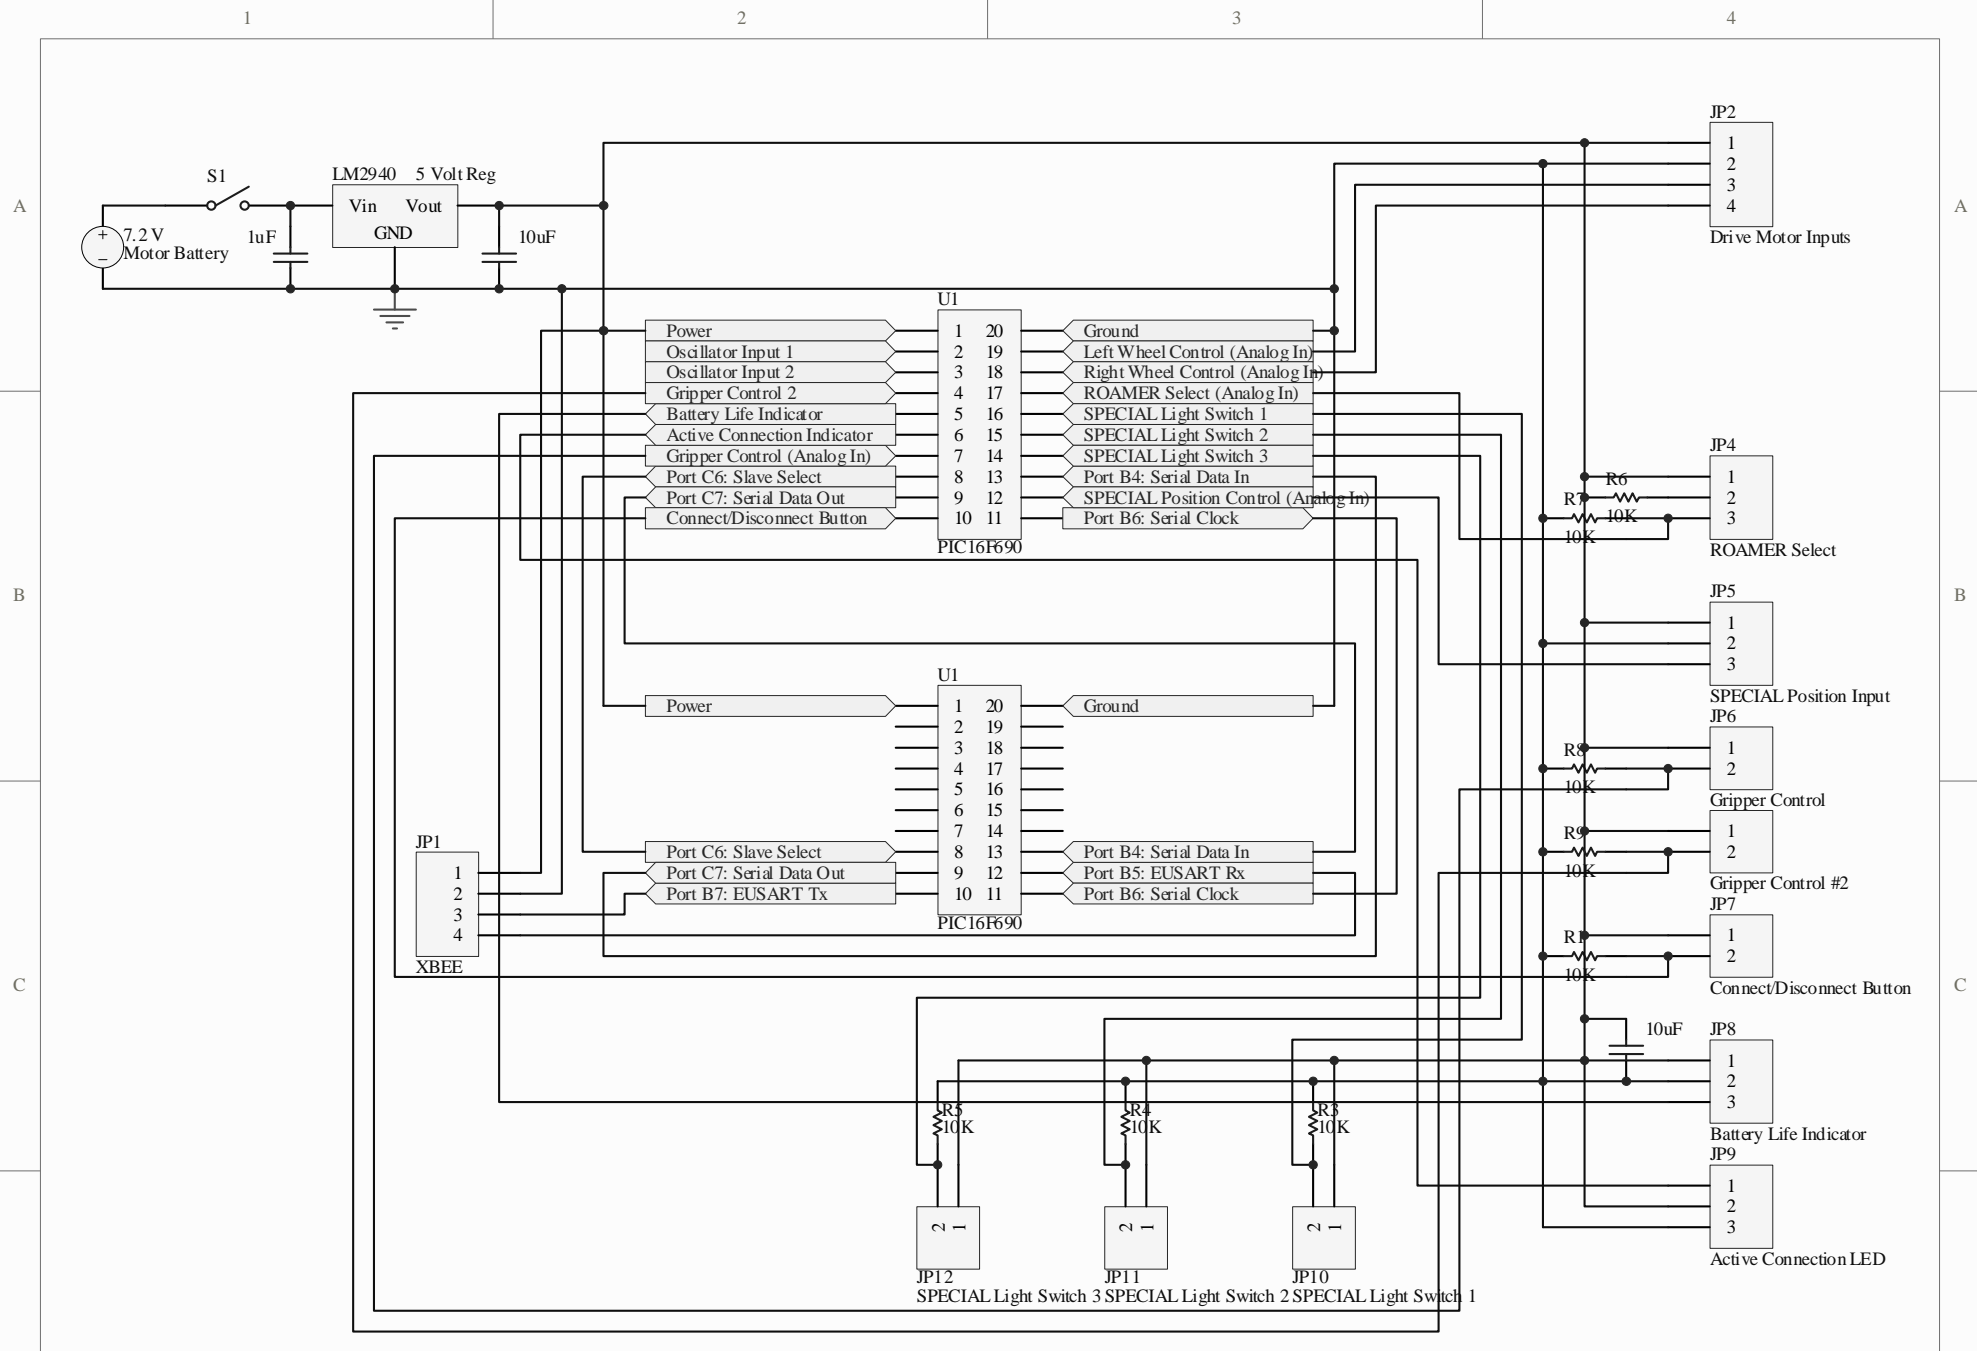 1 2 3 4
A A
B B
C C
S1
7.2 V
Motor Battery
1uF
LM2940 5 Volt Reg
Vin Vout
GND
10uF
U1
Power 1 20 Ground
Oscillator Input 1 2 19 Left Wheel Control (Analog In)
Oscillator Input 2 3 18 Right Wheel Control (Analog In)
Gripper Control 2 4 17 ROAMER Select (Analog In)
Battery Life Indicator 5 16 SPECIAL Light Switch 1
Active Connection Indicator 6 15 SPECIAL Light Switch 2
Gripper Control (Analog In) 7 14 SPECIAL Light Switch 3
Port C6: Slave Select 8 13 Port B4: Serial Data In
Port C7: Serial Data Out 9 12 SPECIAL Position Control (Analog In)
Connect/Disconnect Button 10 11 Port B6: Serial Clock
PIC16F690
U1
Power 1 20 Ground
2 19
3 18
4 17
5 16
6 15
7 14
Port C6: Slave Select 8 13 Port B4: Serial Data In
Port C7: Serial Data Out 9 12 Port B5: EUSART Rx
Port B7: EUSART Tx 10 11 Port B6: Serial Clock
PIC16F690
JP1
1
2
3
4
XBEE
JP2
1
2
3
4
Drive Motor Inputs
JP4
1
2
3
ROAMER Select
R6
10K
R7
10K
JP5
1
2
3
SPECIAL Position Input
JP6
1
2
Gripper Control
R8
10K
JP7
1
2
Connect/Disconnect Button
R9
10K
1
2
Gripper Control #2
R1
10K
10uF
JP8
1
2
3
Battery Life Indicator
JP9
1
2
3
Active Connection LED
R5
10K
R4
10K
R3
10K
2 1
2 1
2 1
JP12
SPECIAL Light Switch 3
JP11
SPECIAL Light Switch 2
JP10
SPECIAL Light Switch 1